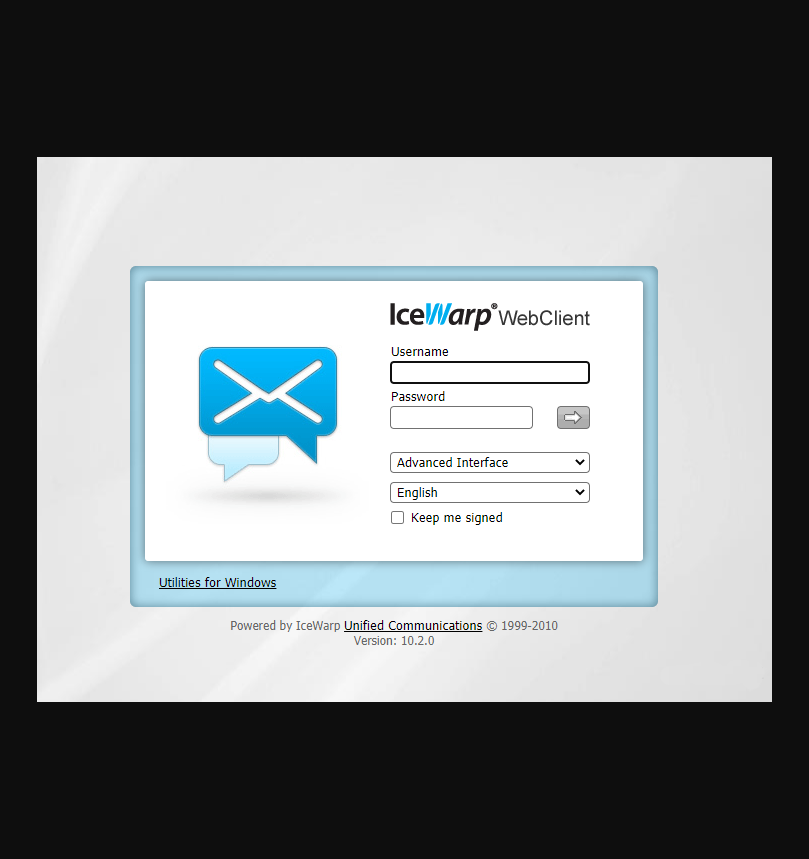 IceWarp® WebClient
Username
Password
Advanced Interface
English
Keep me signed
Utilities for Windows
Powered by IceWarp Unified Communications © 1999-2010
Version: 10.2.0